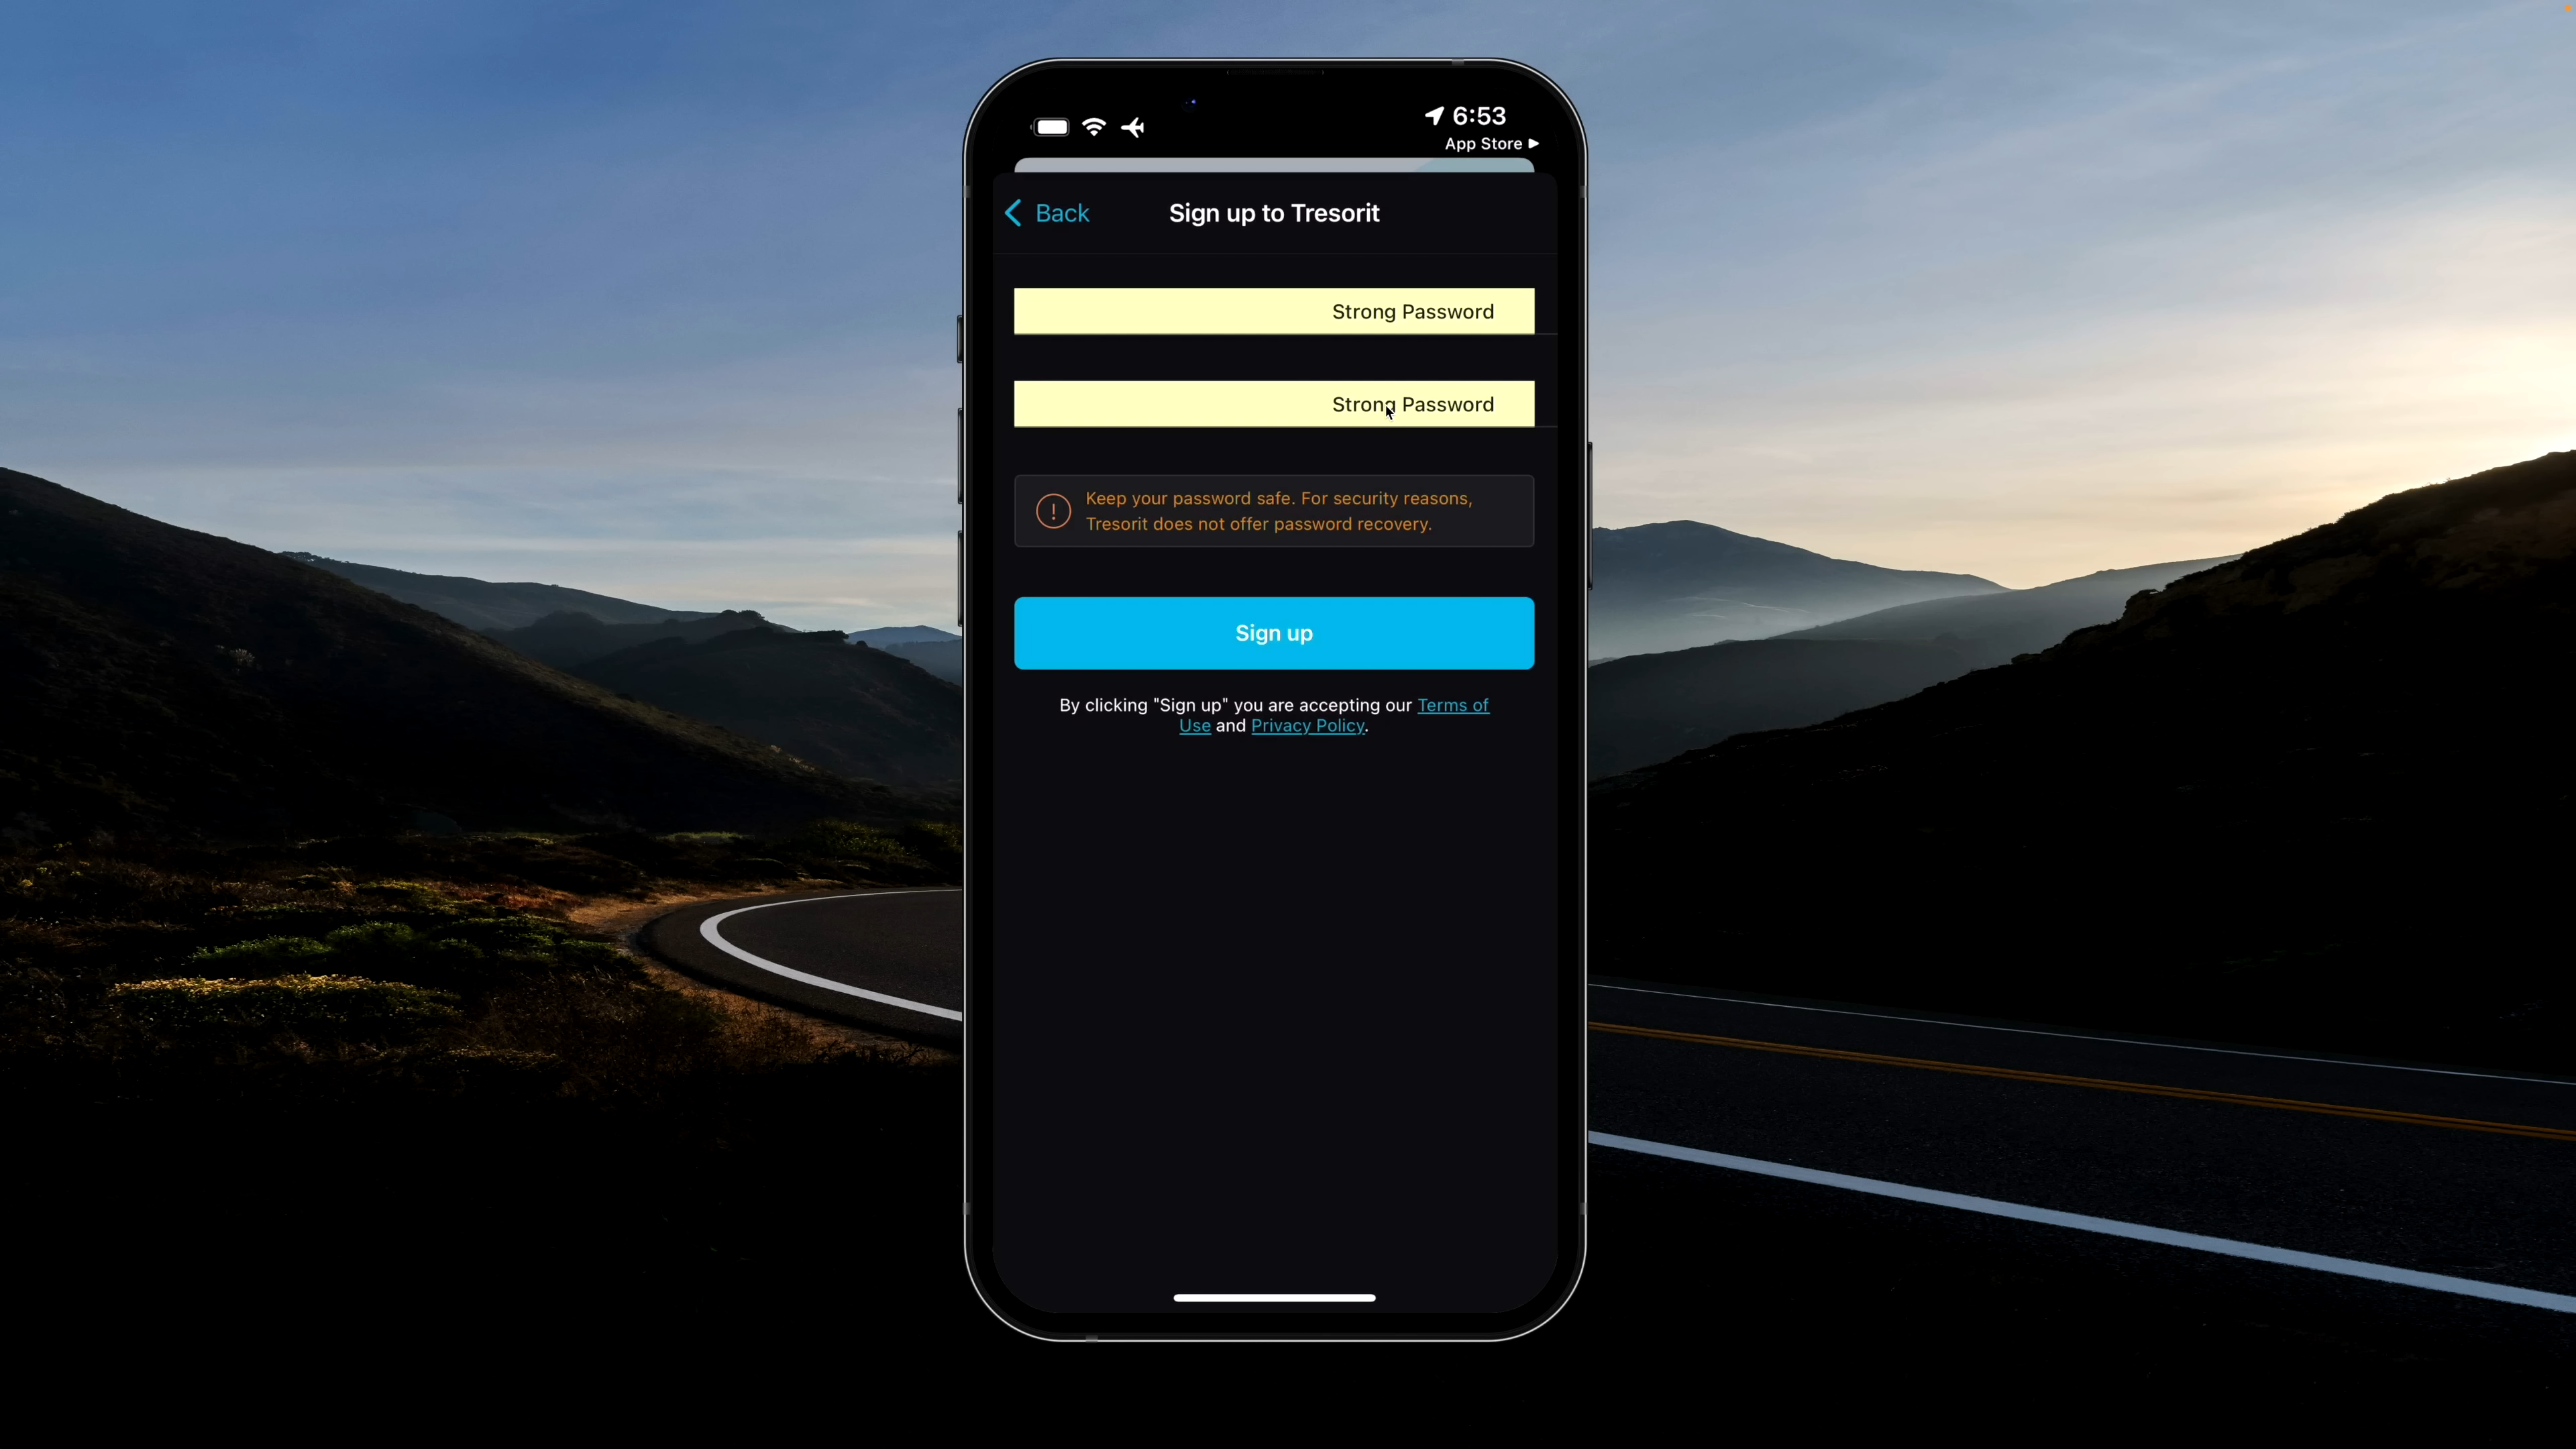 6:53
App Store
Back
Sign up to Tresorit
Strong Password
Strong Password
Keep your password safe. For security reasons,
Tresorit does not offer password recovery.
Sign up
By clicking "Sign up" you are accepting our Terms of
Use and Privacy Policy.